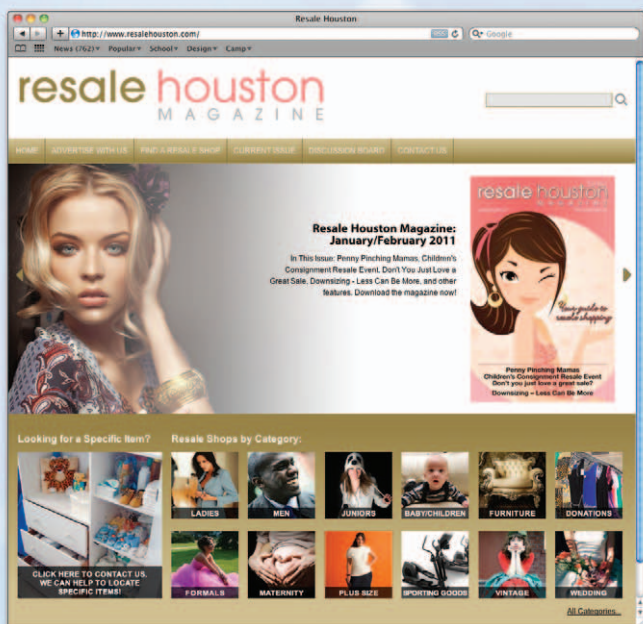 Resale Houston
http://www.resalehouston.com/
Google
News (762) Popular School Design Camp
resale houston
MAGAZINE
HOME ADVERTISE WITH US FIND A RESALE SHOP CURRENT ISSUE DISCUSSION BOARD CONTACT US
Resale Houston Magazine:
January/February 2011
In This Issue: Penny Pinching Mamas, Children's
Consignment Resale Event, Don't You Just Love a
Great Sale, Downsizing - Less Can Be More, and other
features. Download the magazine now!
resale houston
MAGAZINE
Your guide to
resale shopping
Penny Pinching Mamas
Children's Consignment Resale Event
Don't you just love a great sale?
Downsizing – Less Can Be More
Looking for a Specific Item? Resale Shops by Category:
LADIES MEN JUNIORS BABY/CHILDREN FURNITURE DONATIONS
CLICK HERE TO CONTACT US.
WE CAN HELP TO LOCATE
SPECIFIC ITEMS!
FORMALS MATERNITY PLUS SIZE SPORTING GOODS VINTAGE WEDDING
All Categories...